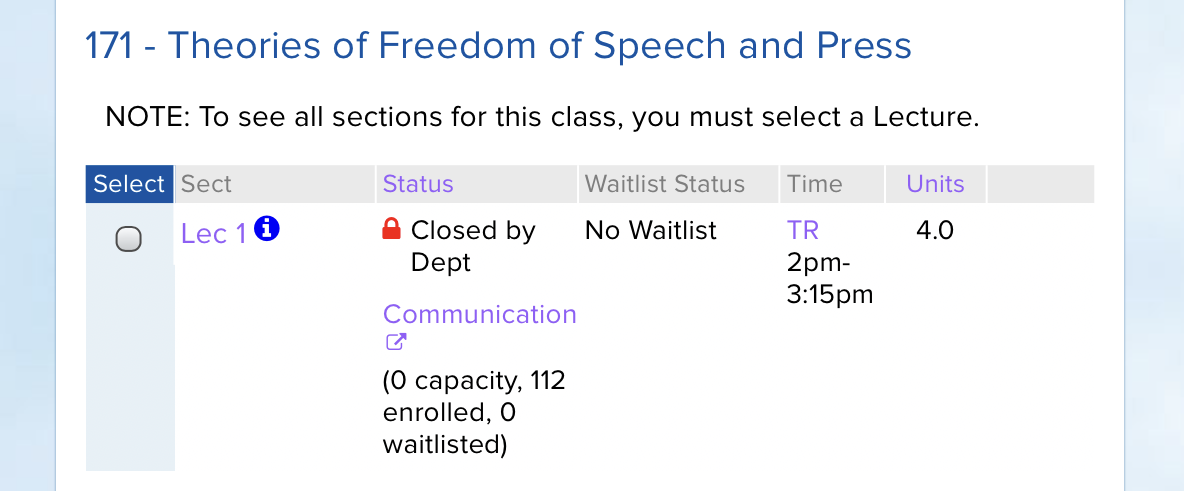 171 - Theories of Freedom of Speech and Press
NOTE: To see all sections for this class, you must select a Lecture.
Select Sect Status Waitlist Status Time Units
Lec 1 Closed by Dept No Waitlist TR 2pm-3:15pm 4.0
Communication
(0 capacity, 112
enrolled, 0
waitlisted)